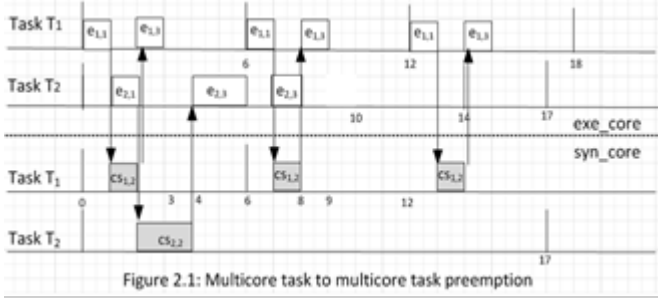 Task T1 e1,1 e1,3 e1,1 e1,3 e1,1 e1,3
6 12 18
Task T2 e2,1 e2,3 e2,3
10 14 17 exe_core
syn_core
Task T1 cs1,2 cs1,2 cs1,2
0 3 4 6 8 9 12
Task T2 cs2,2
17
Figure 2.1: Multicore task to multicore task preemption